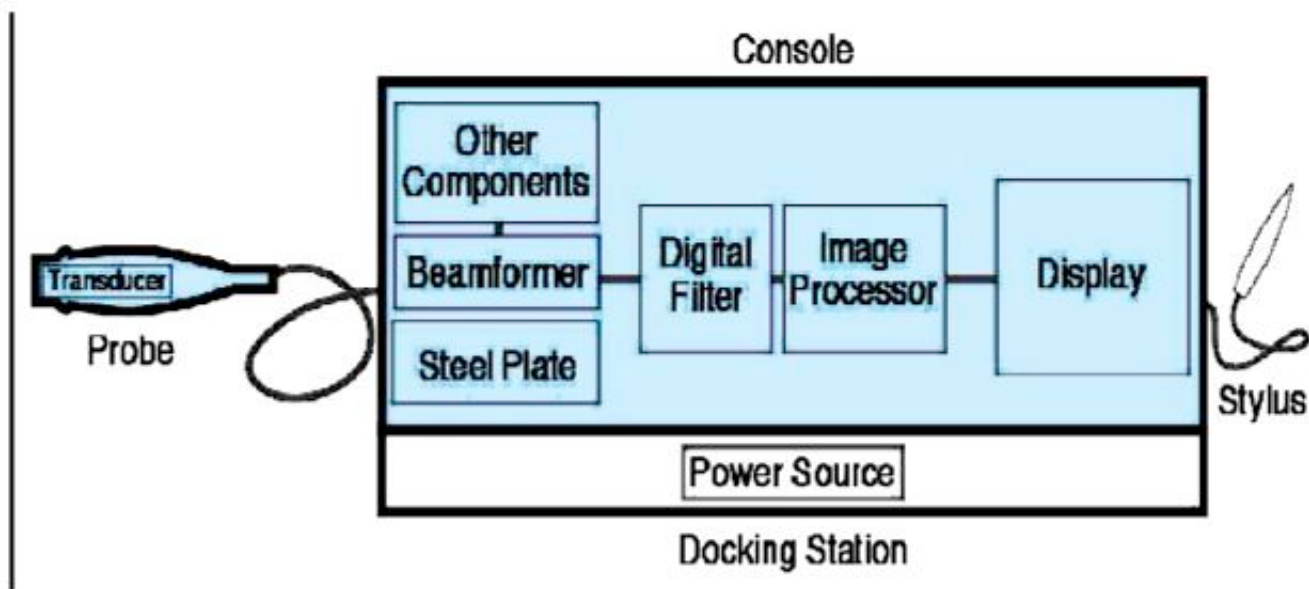 Console
Other
Components
Beamformer
Steel Plate
Digital
Filter
Image
Processor
Display
Transducer
Probe
Stylus
Power Source
Docking Station